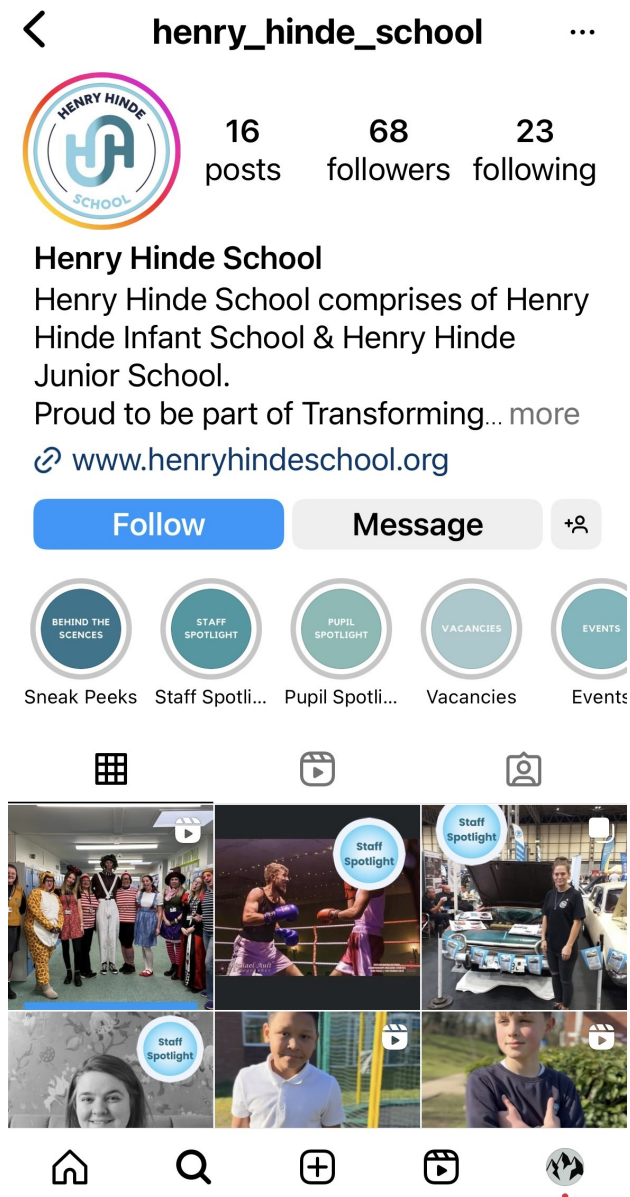 henry_hinde_school
HENRY HINDE
SCHOOL
16
posts
68
followers
23
following
Henry Hinde School
Henry Hinde School comprises of Henry
Hinde Infant School & Henry Hinde
Junior School.
Proud to be part of Transforming... more
www.henryhindeschool.org
Follow
Message
BEHIND THE
SCENCES
STAFF
SPOTLIGHT
PUPIL
SPOTLIGHT
VACANCIES
EVENTS
Sneak Peeks
Staff Spotli...
Pupil Spotli...
Vacancies
Events
Staff
Spotlight
Staff
Spotlight
Staff
Spotlight